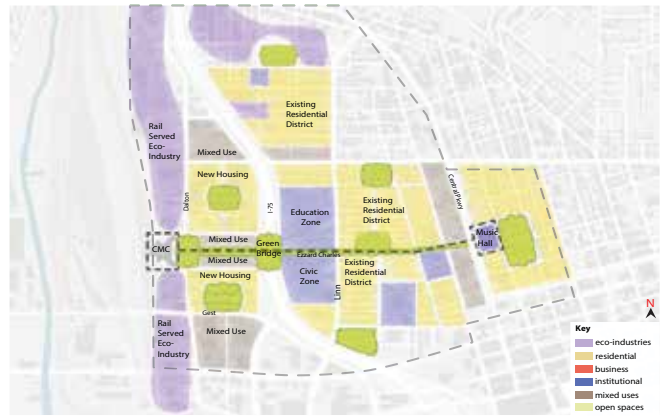 Existing
Residential
District
Rail
Served
Eco-
Industry
Mixed Use
New Housing
Dalton
I-75
Central Pkwy
Education
Zone
Existing
Residential
District
Music
Hall
CMC
Mixed Use
Green
Bridge
Mixed Use
Ezzard Charles
New Housing
Civic
Zone
Linn
Existing
Residential
District
Gest
Rail
Served
Eco-
Industry
Mixed Use
N
Key
eco-industries
residential
business
institutional
mixed uses
open spaces